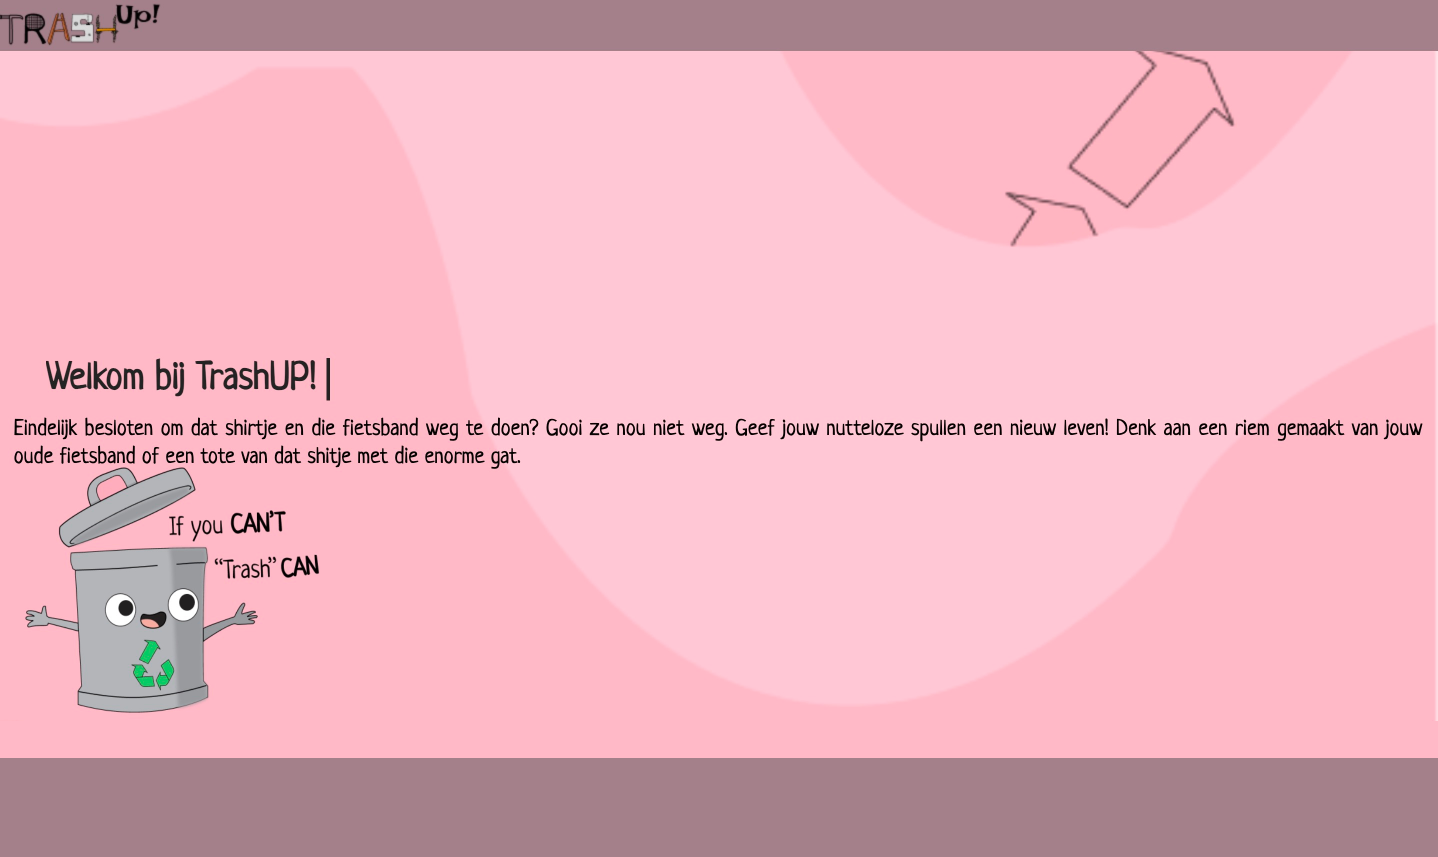 TRASH Up!
Welkom bij TrashUP!
Eindelijk besloten om dat shirtje en die fietsband weg te doen? Gooi ze nou niet weg. Geef jouw nutteloze spullen een nieuw leven! Denk aan een riem gemaakt van jouw
oude fietsband of een tote van dat shitje met die enorme gat.
If you CAN'T
“Trash” CAN